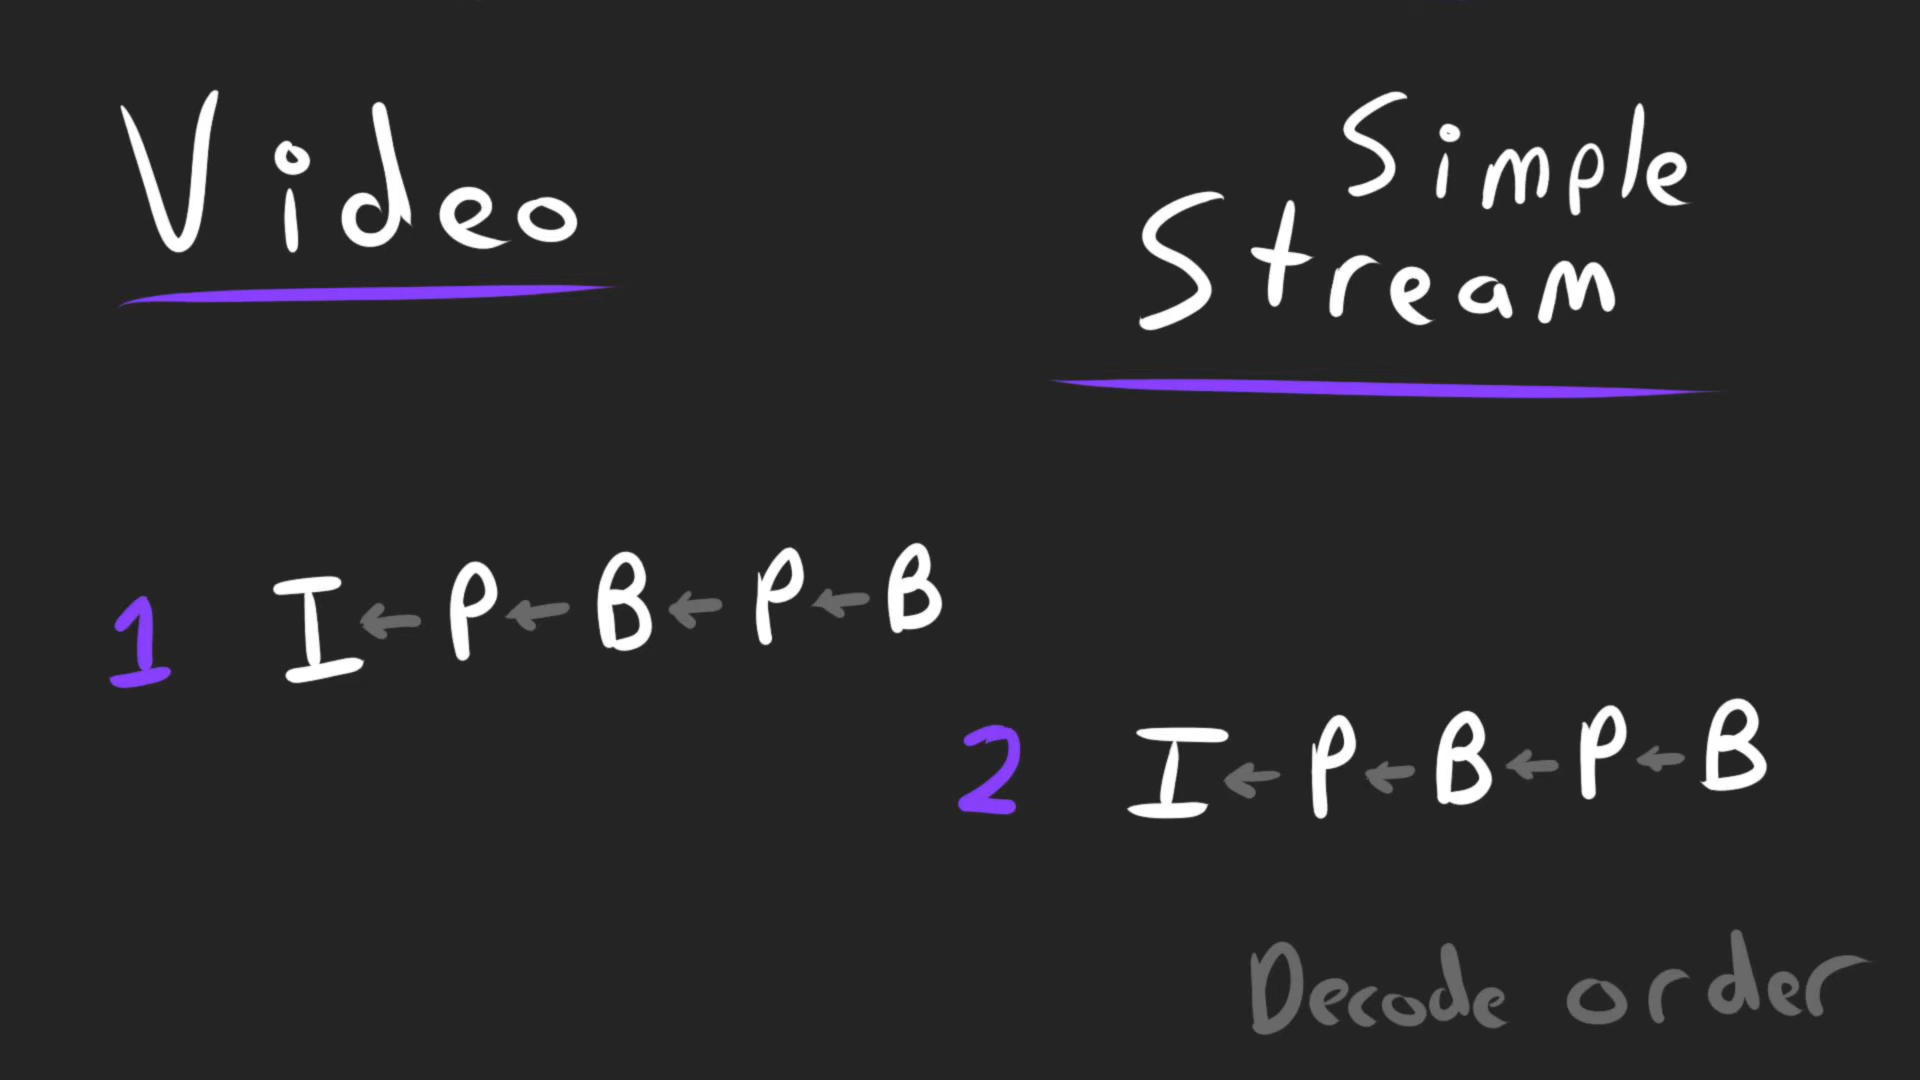 Video
Simple
Stream
1 I ← P ← B ← P ← B
2 I ← P ← B ← P ← B
Decode order